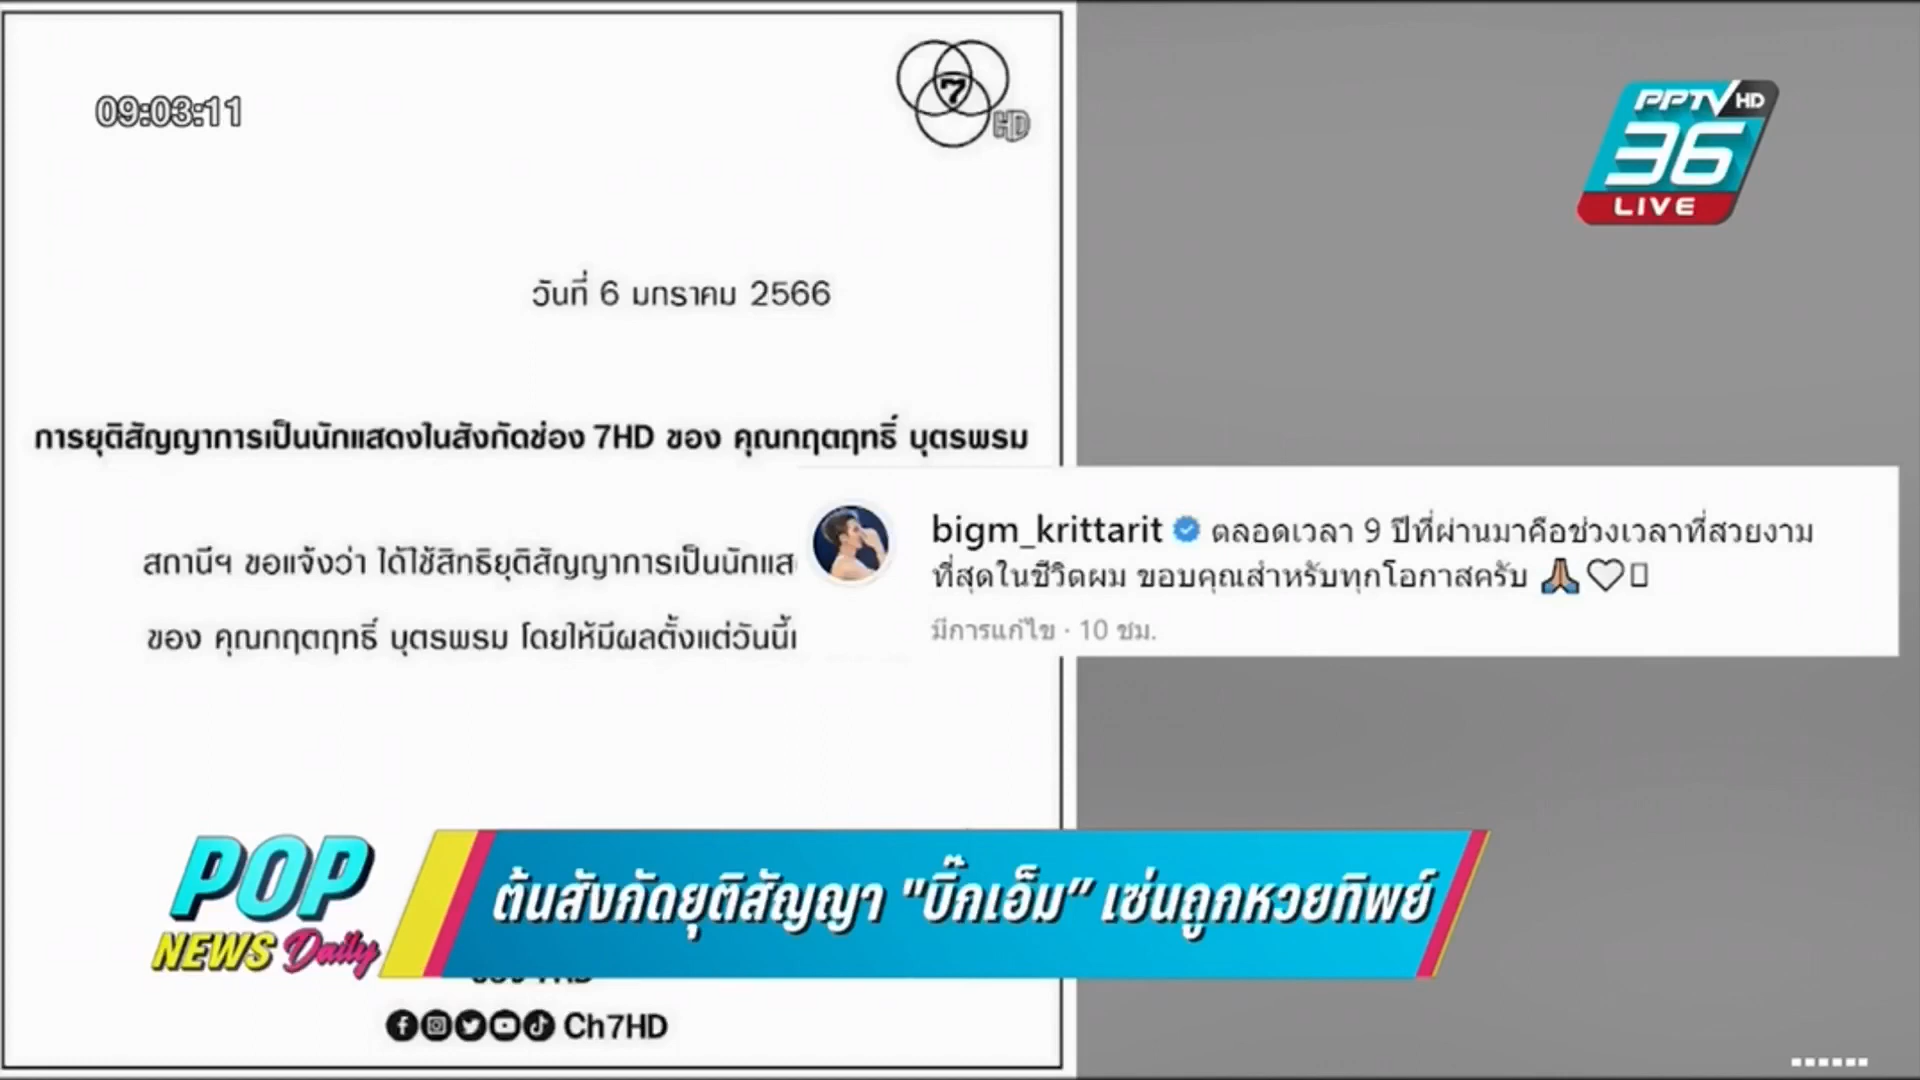 09:03:11
7 HD
PPTV HD
36
LIVE
วันที่ 6 มกราคม 2566
การยุติสัญญาการเป็นนักแสดงในสังกัดช่อง 7HD ของ คุณกฤตฤทธิ์ บุตรพรม
สถานีฯ ขอแจ้งว่า ได้ใช้สิทธิยุติสัญญาการเป็นนักแส
ของ คุณกฤตฤทธิ์ บุตรพรม โดยให้มีผลตั้งแต่วันนี้เ
bigm_krittarit ตลอดเวลา 9 ปีที่ผ่านมาคือช่วงเวลาที่สวยงาม
ที่สุดในชีวิตผม ขอบคุณสำหรับทุกโอกาสครับ 🙏🏽🤍
มีการแก้ไข · 10 ชม.
POP
NEWS Daily
ต้นสังกัดยุติสัญญา "บิ๊กเอ็ม" เซ่นถูกหวยทิพย์
Ch7HD